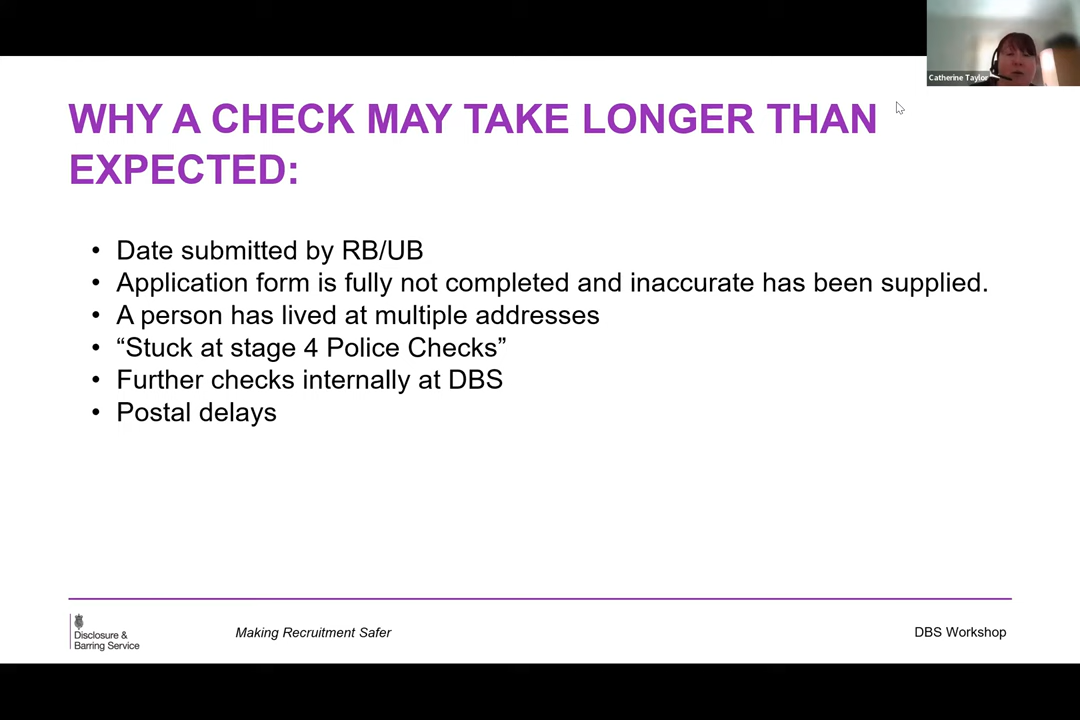 Catherine Taylor
WHY A CHECK MAY TAKE LONGER THAN
EXPECTED:
• Date submitted by RB/UB
• Application form is fully not completed and inaccurate has been supplied.
• A person has lived at multiple addresses
• “Stuck at stage 4 Police Checks”
• Further checks internally at DBS
• Postal delays
Disclosure &
Barring Service
Making Recruitment Safer
DBS Workshop